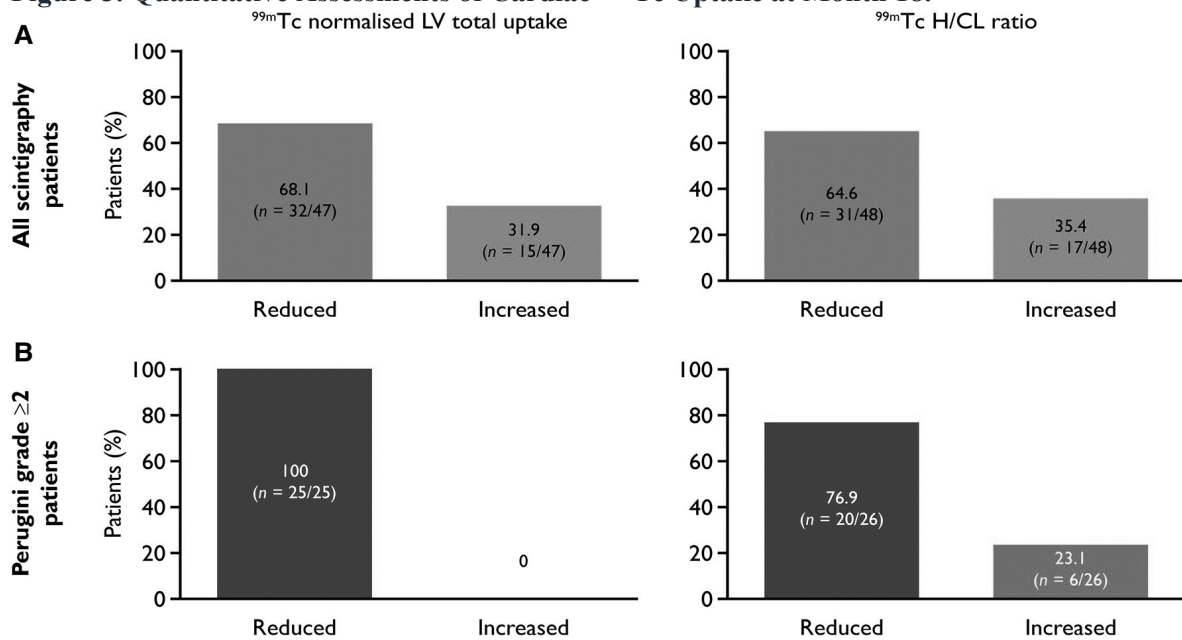 99mTc normalised LV total uptake
99mTc H/CL ratio
A
All scintigraphy
patients
Patients (%)
100
80
60
40
20
0
68.1
(n = 32/47)
31.9
(n = 15/47)
Reduced
Increased
100
80
60
40
20
0
64.6
(n = 31/48)
35.4
(n = 17/48)
Reduced
Increased
B
Perugini grade ≥2
patients
Patients (%)
100
80
60
40
20
0
100
(n = 25/25)
0
Reduced
Increased
100
80
60
40
20
0
76.9
(n = 20/26)
23.1
(n = 6/26)
Reduced
Increased